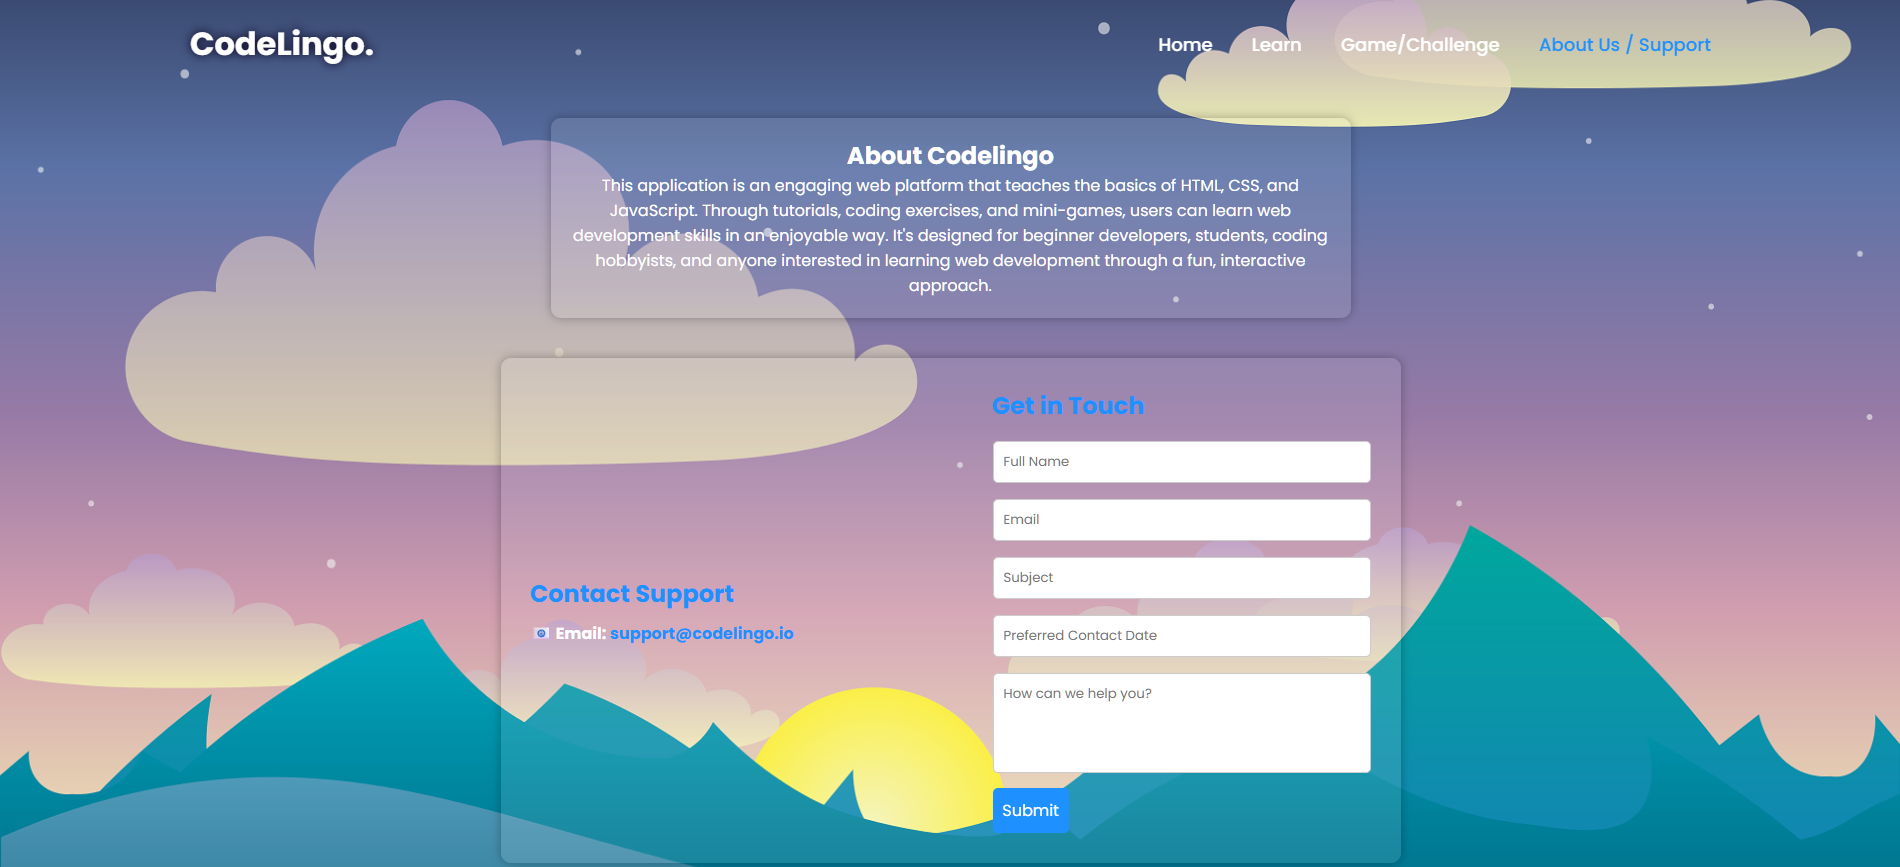 CodeLingo.
Home Learn Game/Challenge About Us / Support
About Codelingo
This application is an engaging web platform that teaches the basics of HTML, CSS, and
JavaScript. Through tutorials, coding exercises, and mini-games, users can learn web
development skills in an enjoyable way. It's designed for beginner developers, students, coding
hobbyists, and anyone interested in learning web development through a fun, interactive
approach.
Contact Support
Email: support@codelingo.io
Get in Touch
Full Name
Email
Subject
Preferred Contact Date
How can we help you?
Submit